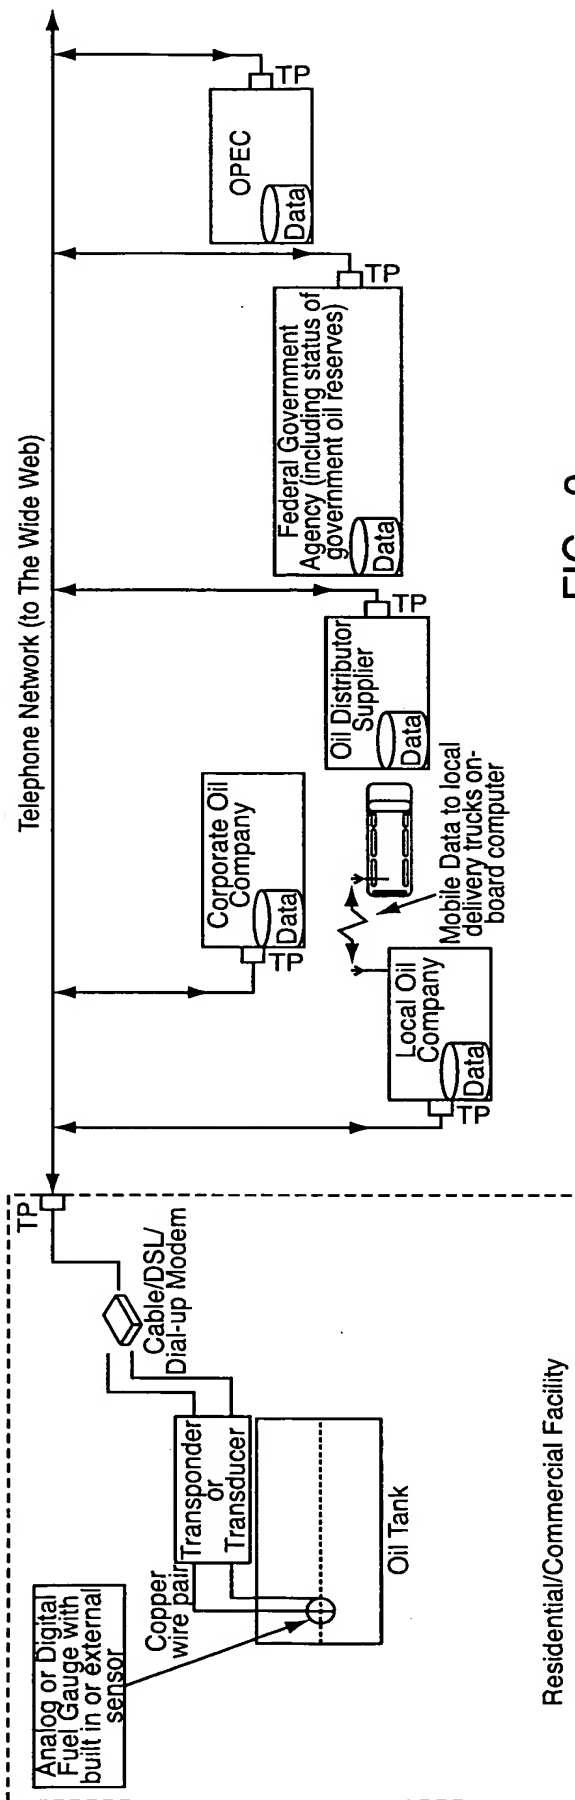 Telephone Network (to The Wide Web)
TP
OPEC
Data
TP
Federal Government
Agency (including status of
government oil reserves)
Data
TP
Oil Distributor
Supplier
Data
Corporate Oil
Company
Data
TP
Mobile Data to local
delivery trucks on-
board computer
Local Oil
Company
Data
TP
TP
Cable/DSL/
Dial-up Modem
Transponder
or
Transducer
Copper
wire pair
Analog or Digital
Fuel Gauge with
built in or external
sensor
Oil Tank
Residential/Commercial Facility